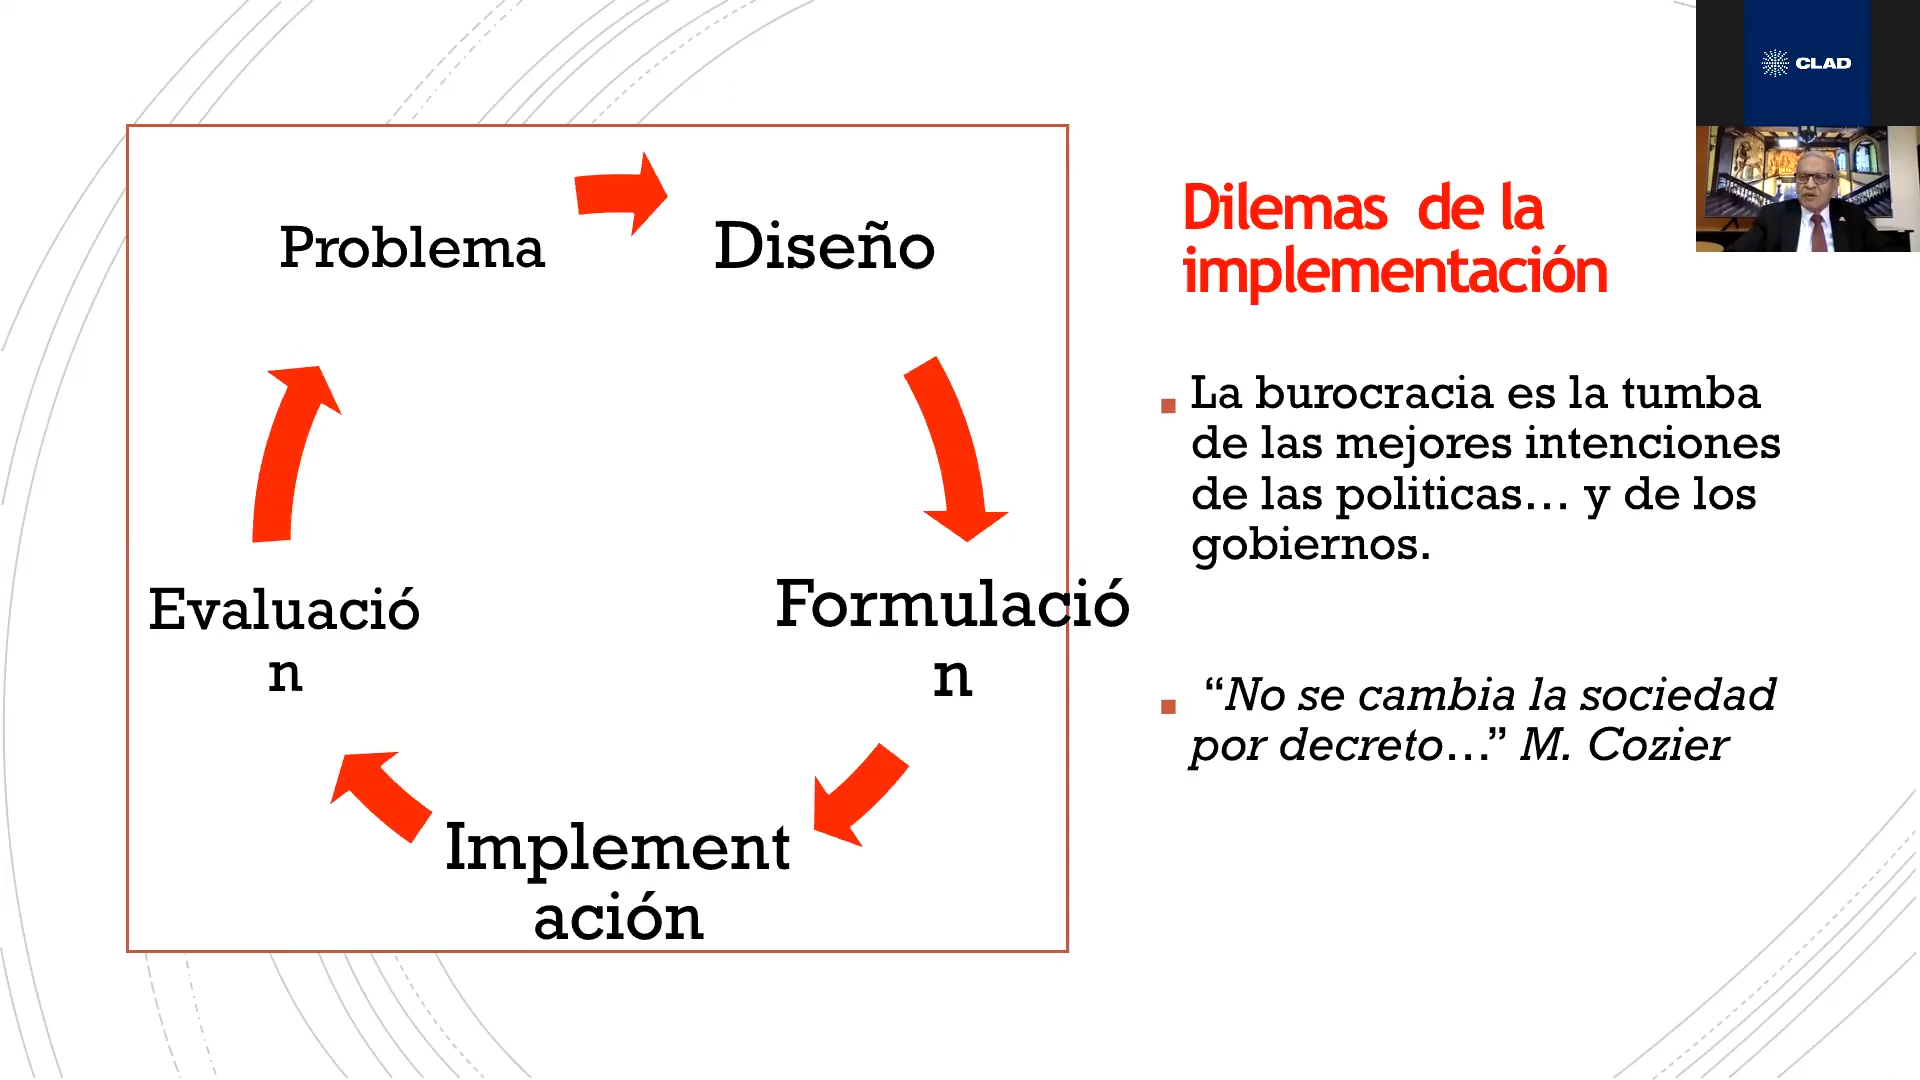 CLAD
Problema
Diseño
Formulació
n
Implement
ación
Evaluació
n
Dilemas de la
implementación
La burocracia es la tumba
de las mejores intenciones
de las politicas… y de los
gobiernos.
“No se cambia la sociedad
por decreto…” M. Cozier